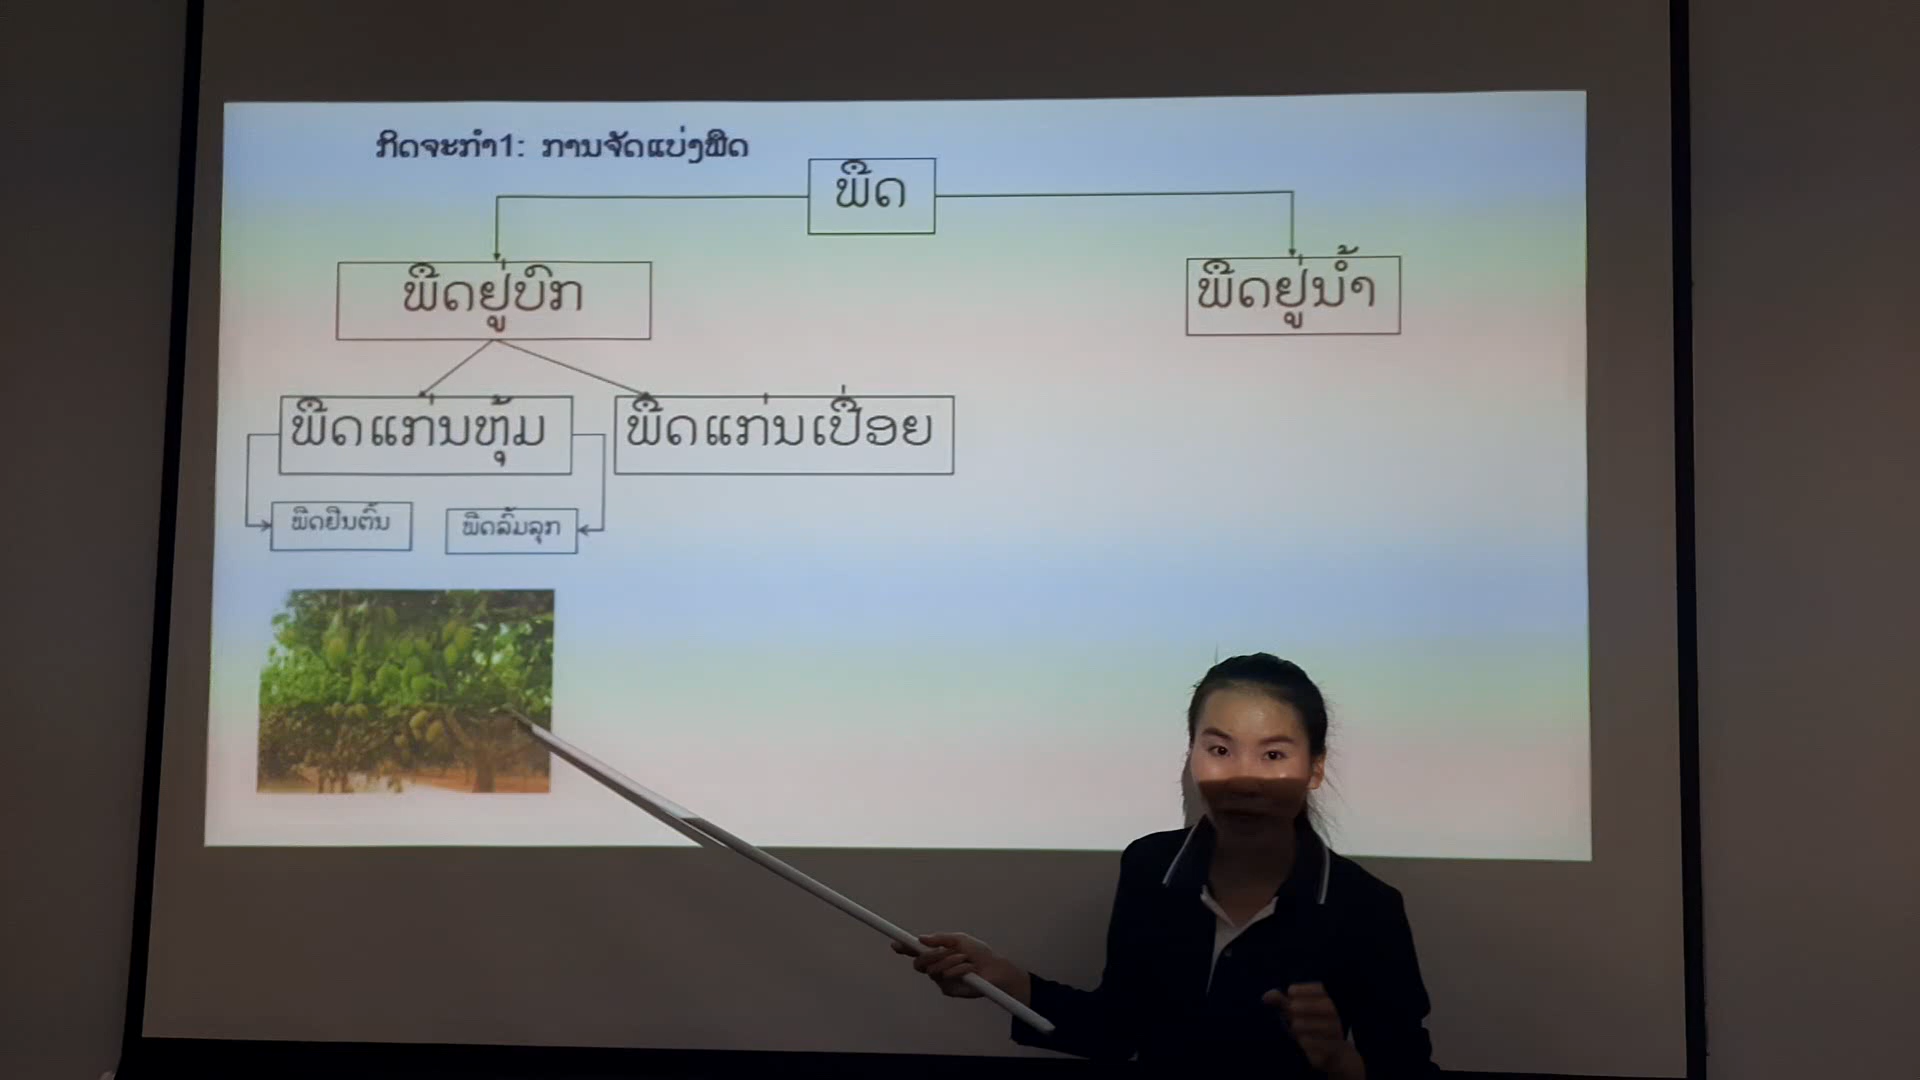 ກິດຈະກຳ1: ການຈັດແບ່ງພືດ
ພືດ
ພືດຢູ່ບົກ
ພືດຢູ່ນ້ຳ
ພືດແກ່ນຫຸ້ມ
ພືດແກ່ນເປື່ອຍ
ພືດຢືນຕົ້ນ
ພືດລົ້ມລຸກ